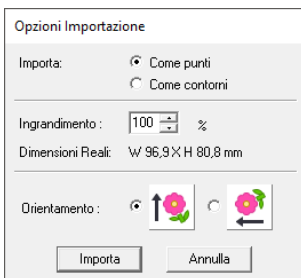 Opzioni Importazione
Importa: Come punti
Come contorni
Ingrandimento : 100 %
Dimensioni Reali: W 96,9 X H 80,8 mm
Orientamento :
Importa Annulla